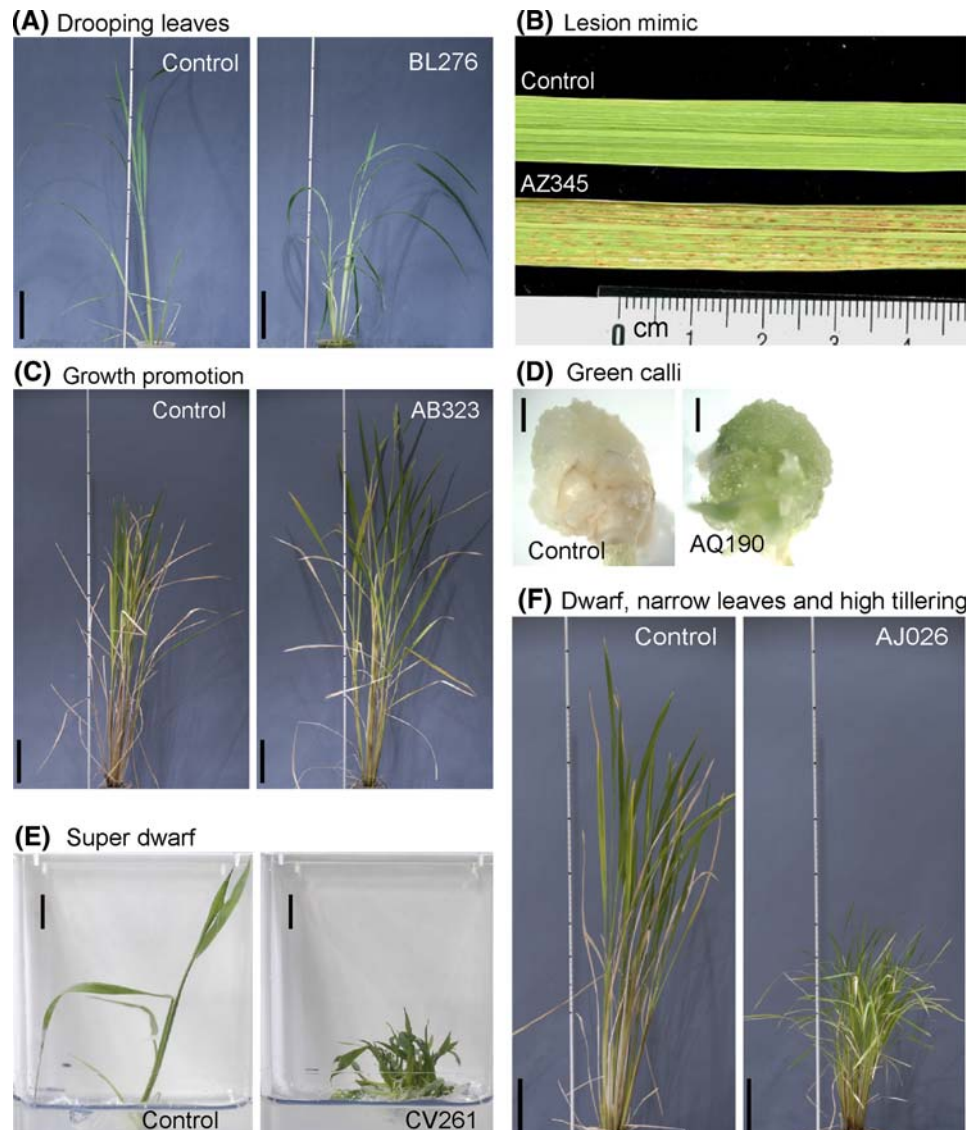 (A) Drooping leaves
Control
BL276
(B) Lesion mimic
Control
AZ345
0 cm 1 2 3 4
(C) Growth promotion
Control
AB323
(D) Green calli
Control
AQ190
(E) Super dwarf
Control
CV261
(F) Dwarf, narrow leaves and high tillering
Control
AJ026